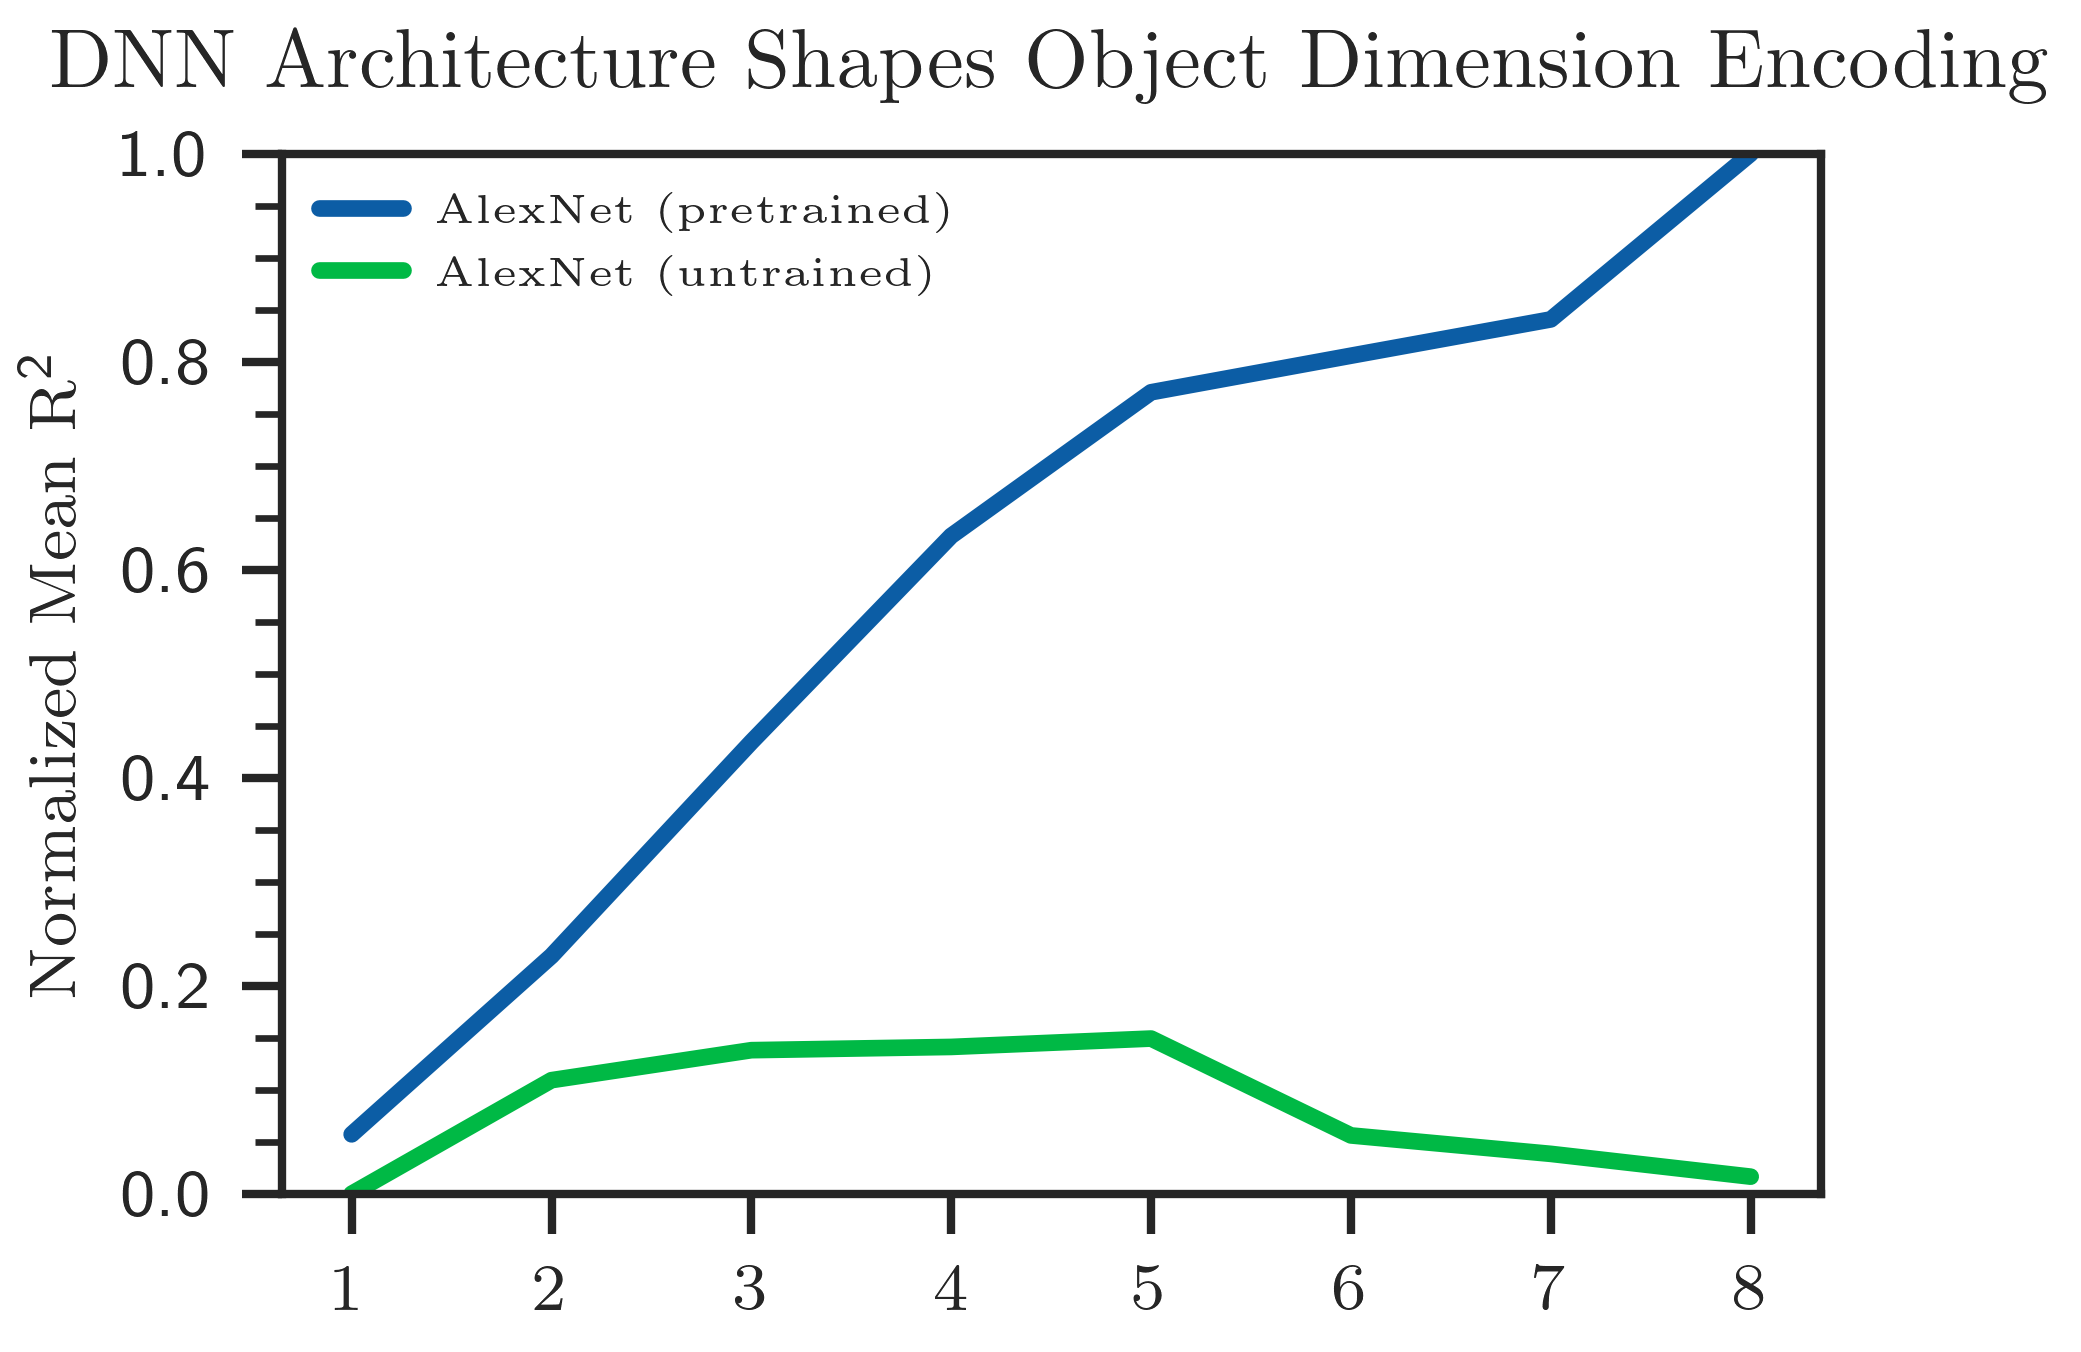 DNN Architecture Shapes Object Dimension Encoding
1.0
AlexNet (pretrained)
AlexNet (untrained)
0.8
0.6
0.4
0.2
0.0
Normalized Mean R²
1 2 3 4 5 6 7 8